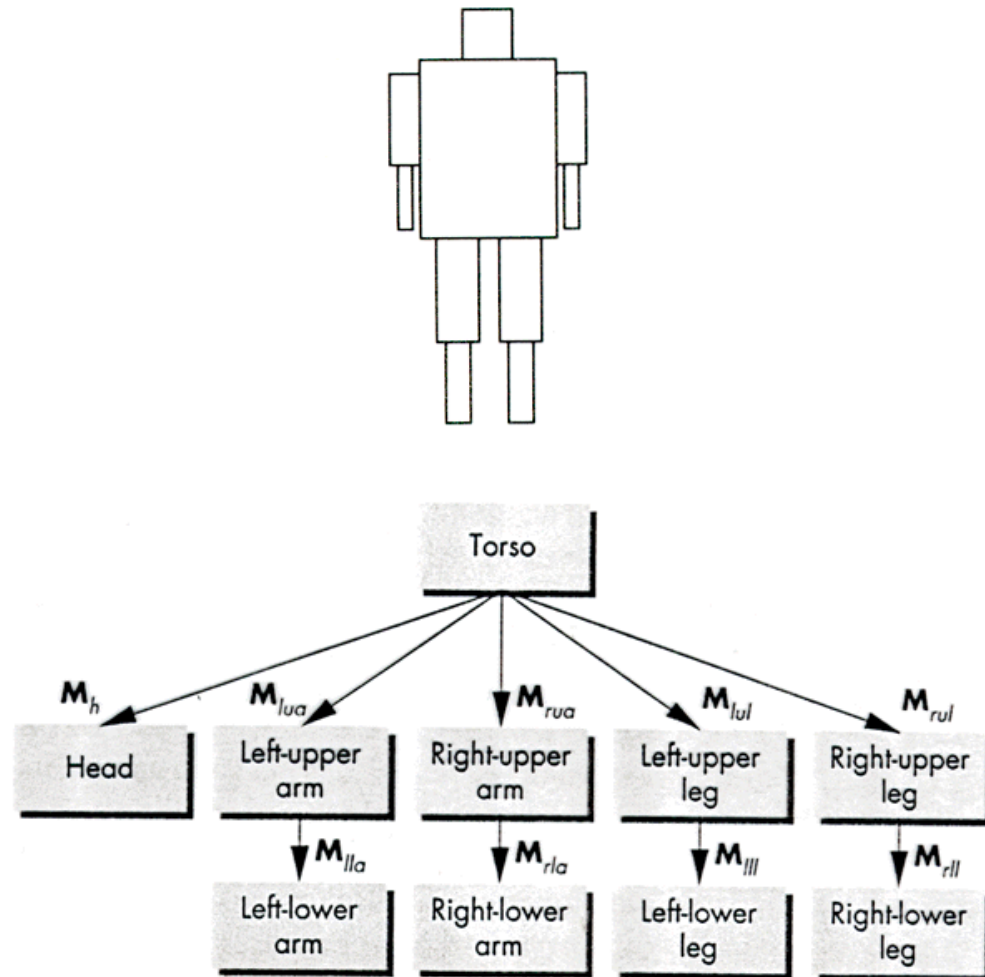 Torso
M_h
M_lua
M_rua
M_lul
M_rul
Head
Left-upper
arm
Right-upper
arm
Left-upper
leg
Right-upper
leg
M_lla
M_rla
M_lll
M_rll
Left-lower
arm
Right-lower
arm
Left-lower
leg
Right-lower
leg